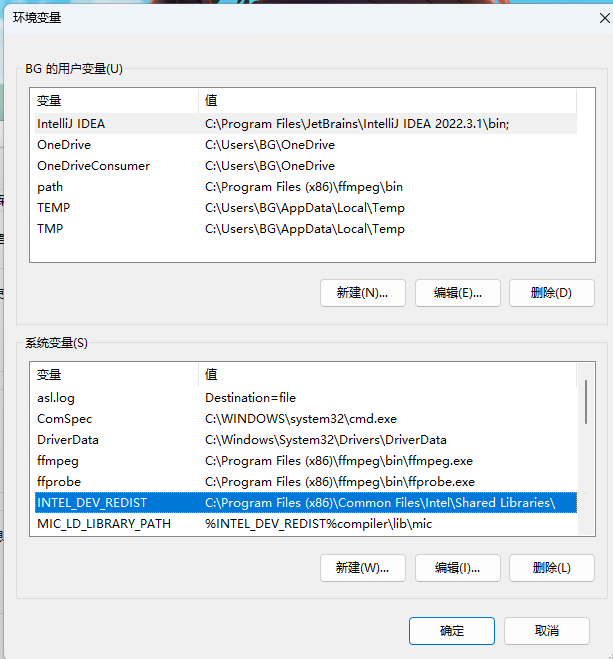 环境变量
BG 的用户变量(U)
变量 值
IntelliJ IDEA C:\Program Files\JetBrains\IntelliJ IDEA 2022.3.1\bin;
OneDrive C:\Users\BG\OneDrive
OneDriveConsumer C:\Users\BG\OneDrive
path C:\Program Files (x86)\ffmpeg\bin
TEMP C:\Users\BG\AppData\Local\Temp
TMP C:\Users\BG\AppData\Local\Temp
新建(N)... 编辑(E)... 删除(D)
系统变量(S)
变量 值
asl.log Destination=file
ComSpec C:\WINDOWS\system32\cmd.exe
DriverData C:\Windows\System32\Drivers\DriverData
ffmpeg C:\Program Files (x86)\ffmpeg\bin\ffmpeg.exe
ffprobe C:\Program Files (x86)\ffmpeg\bin\ffprobe.exe
INTEL_DEV_REDIST C:\Program Files (x86)\Common Files\Intel\Shared Libraries\
MIC_LD_LIBRARY_PATH %INTEL_DEV_REDIST%compiler\lib\mic
新建(W)... 编辑(I)... 删除(L)
确定 取消